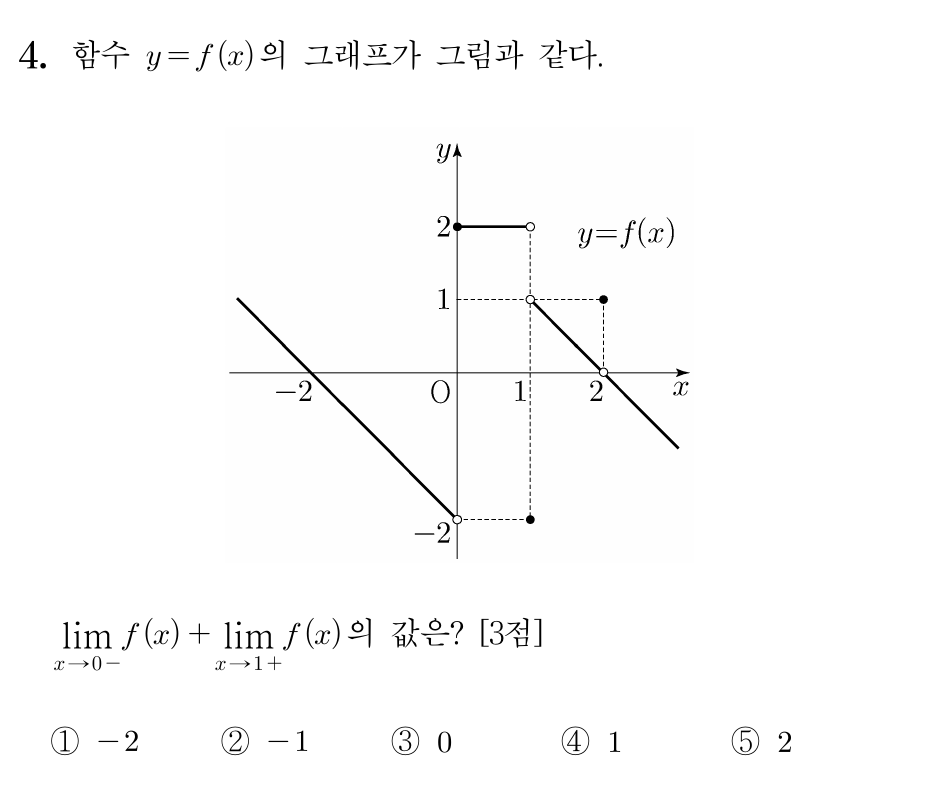 4. 함수 y=f(x)의 그래프가 그림과 같다.
y
2
y=f(x)
1
−2
O
1
2
x
−2
lim f(x) + lim f(x)의 값은? [3점]
x→0− x→1+
① −2 ② −1 ③ 0 ④ 1 ⑤ 2